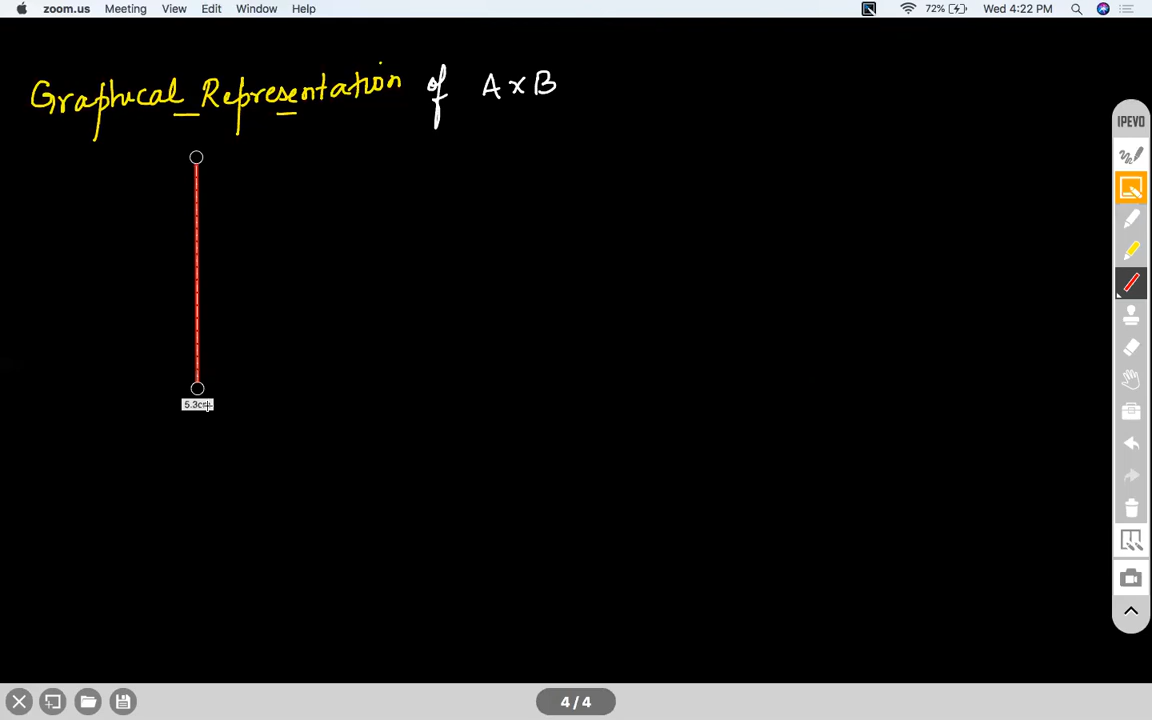 zoom.us Meeting View Edit Window Help 72% Wed 4:22 PM
Graphical Representation of A x B
IPEVO
4 / 4